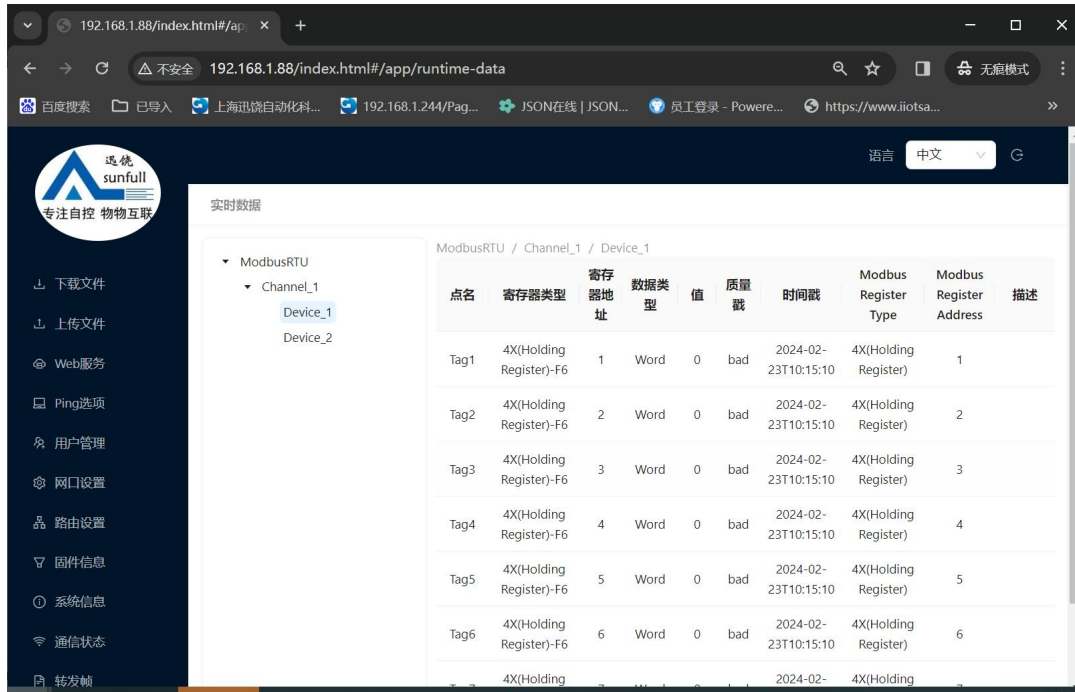 192.168.1.88/index.html#/ap
不安全 192.168.1.88/index.html#/app/runtime-data 无痕模式
百度搜索 已导入 上海迅饶自动化科... 192.168.1.244/Pag... JSON在线 | JSON... 员工登录 - Powere... https://www.iiotsa... »
迅饶
sunfull
专注自控 物物互联
语言 中文
下载文件
上传文件
Web服务
Ping选项
用户管理
网口设置
路由设置
固件信息
系统信息
通信状态
转发帧
实时数据
ModbusRTU
Channel_1
Device_1
Device_2
ModbusRTU / Channel_1 / Device_1
点名 寄存器类型 寄存器地址 数据类型 值 质量戳 时间戳 Modbus Register Type Modbus Register Address 描述
Tag1 4X(Holding Register)-F6 1 Word 0 bad 2024-02-23T10:15:10 4X(Holding Register) 1
Tag2 4X(Holding Register)-F6 2 Word 0 bad 2024-02-23T10:15:10 4X(Holding Register) 2
Tag3 4X(Holding Register)-F6 3 Word 0 bad 2024-02-23T10:15:10 4X(Holding Register) 3
Tag4 4X(Holding Register)-F6 4 Word 0 bad 2024-02-23T10:15:10 4X(Holding Register) 4
Tag5 4X(Holding Register)-F6 5 Word 0 bad 2024-02-23T10:15:10 4X(Holding Register) 5
Tag6 4X(Holding Register)-F6 6 Word 0 bad 2024-02-23T10:15:10 4X(Holding Register) 6
4X(Holding 2024-02- 4X(Holding